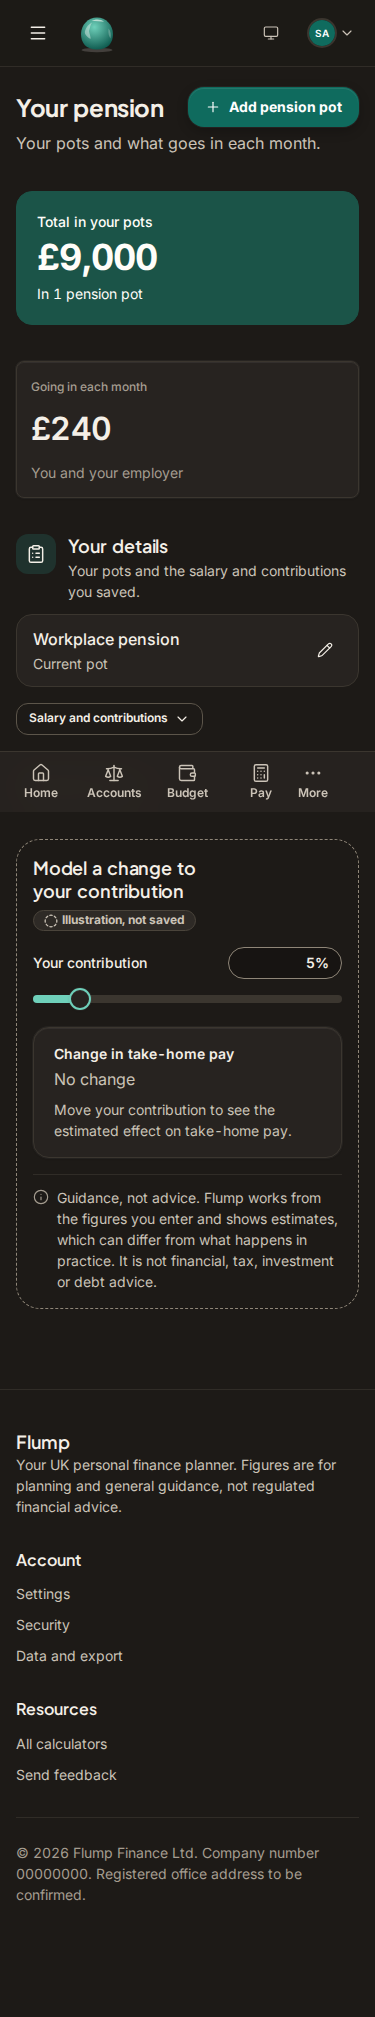 SA
Your pension
Add pension pot
Your pots and what goes in each month.
Total in your pots
£9,000
In 1 pension pot
Going in each month
£240
You and your employer
Your details
Your pots and the salary and contributions
you saved.
Workplace pension
Current pot
Salary and contributions
Home
Accounts
Budget
Pay
More
Model a change to
your contribution
Illustration, not saved
Your contribution
5%
Change in take-home pay
No change
Move your contribution to see the
estimated effect on take-home pay.
Guidance, not advice. Flump works from
the figures you enter and shows estimates,
which can differ from what happens in
practice. It is not financial, tax, investment
or debt advice.
Flump
Your UK personal finance planner. Figures are for
planning and general guidance, not regulated
financial advice.
Account
Settings
Security
Data and export
Resources
All calculators
Send feedback
© 2026 Flump Finance Ltd. Company number
00000000. Registered office address to be
confirmed.